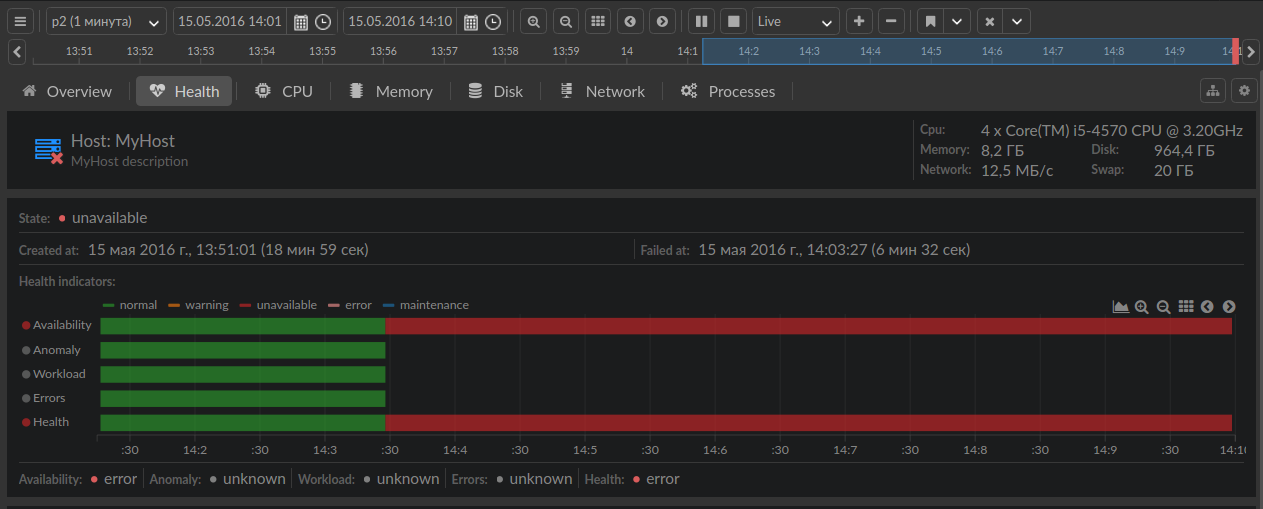 p2 (1 минута) 15.05.2016 14:01 15.05.2016 14:10 Live
13:51 13:52 13:53 13:54 13:55 13:56 13:57 13:58 13:59 14 14:1 14:2 14:3 14:4 14:5 14:6 14:7 14:8 14:9 14:1
Overview Health CPU Memory Disk Network Processes
Host: MyHost
MyHost description
Cpu: 4 x Core(TM) i5-4570 CPU @ 3.20GHz
Memory: 8,2 ГБ Disk: 964,4 ГБ
Network: 12,5 МБ/с Swap: 20 ГБ
State: unavailable
Created at: 15 мая 2016 г., 13:51:01 (18 мин 59 сек) Failed at: 15 мая 2016 г., 14:03:27 (6 мин 32 сек)
Health indicators:
normal warning unavailable error maintenance
Availability
Anomaly
Workload
Errors
Health
:30 14:2 :30 14:3 :30 14:4 :30 14:5 :30 14:6 :30 14:7 :30 14:8 :30 14:9 :30 14:10
Availability: error Anomaly: unknown Workload: unknown Errors: unknown Health: error